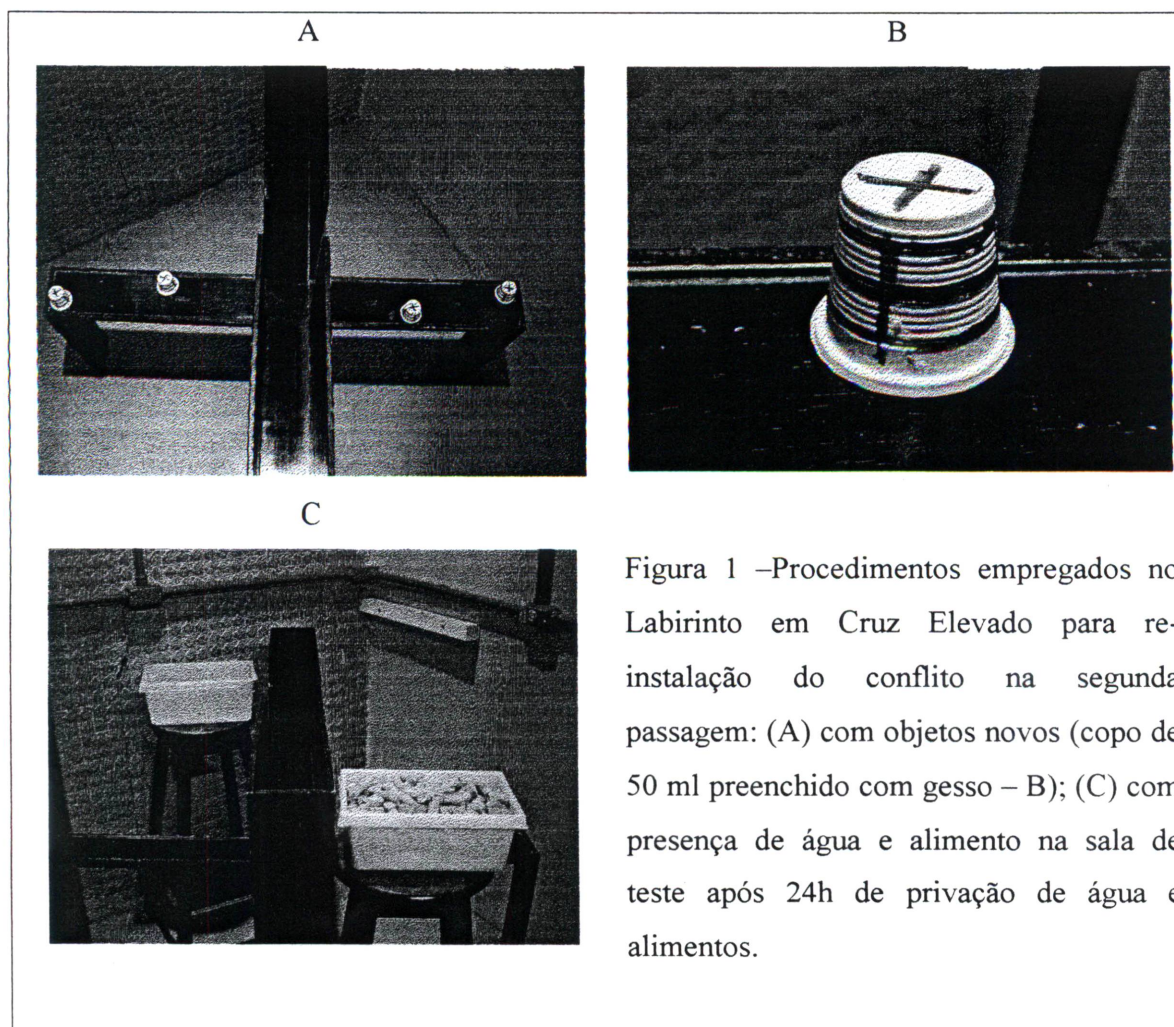 A
B
C
Figura 1 –Procedimentos empregados no
Labirinto em Cruz Elevado para re-
instalação do conflito na segunda
passagem: (A) com objetos novos (copo de
50 ml preenchido com gesso – B); (C) com
presença de água e alimento na sala de
teste após 24h de privação de água e
alimentos.